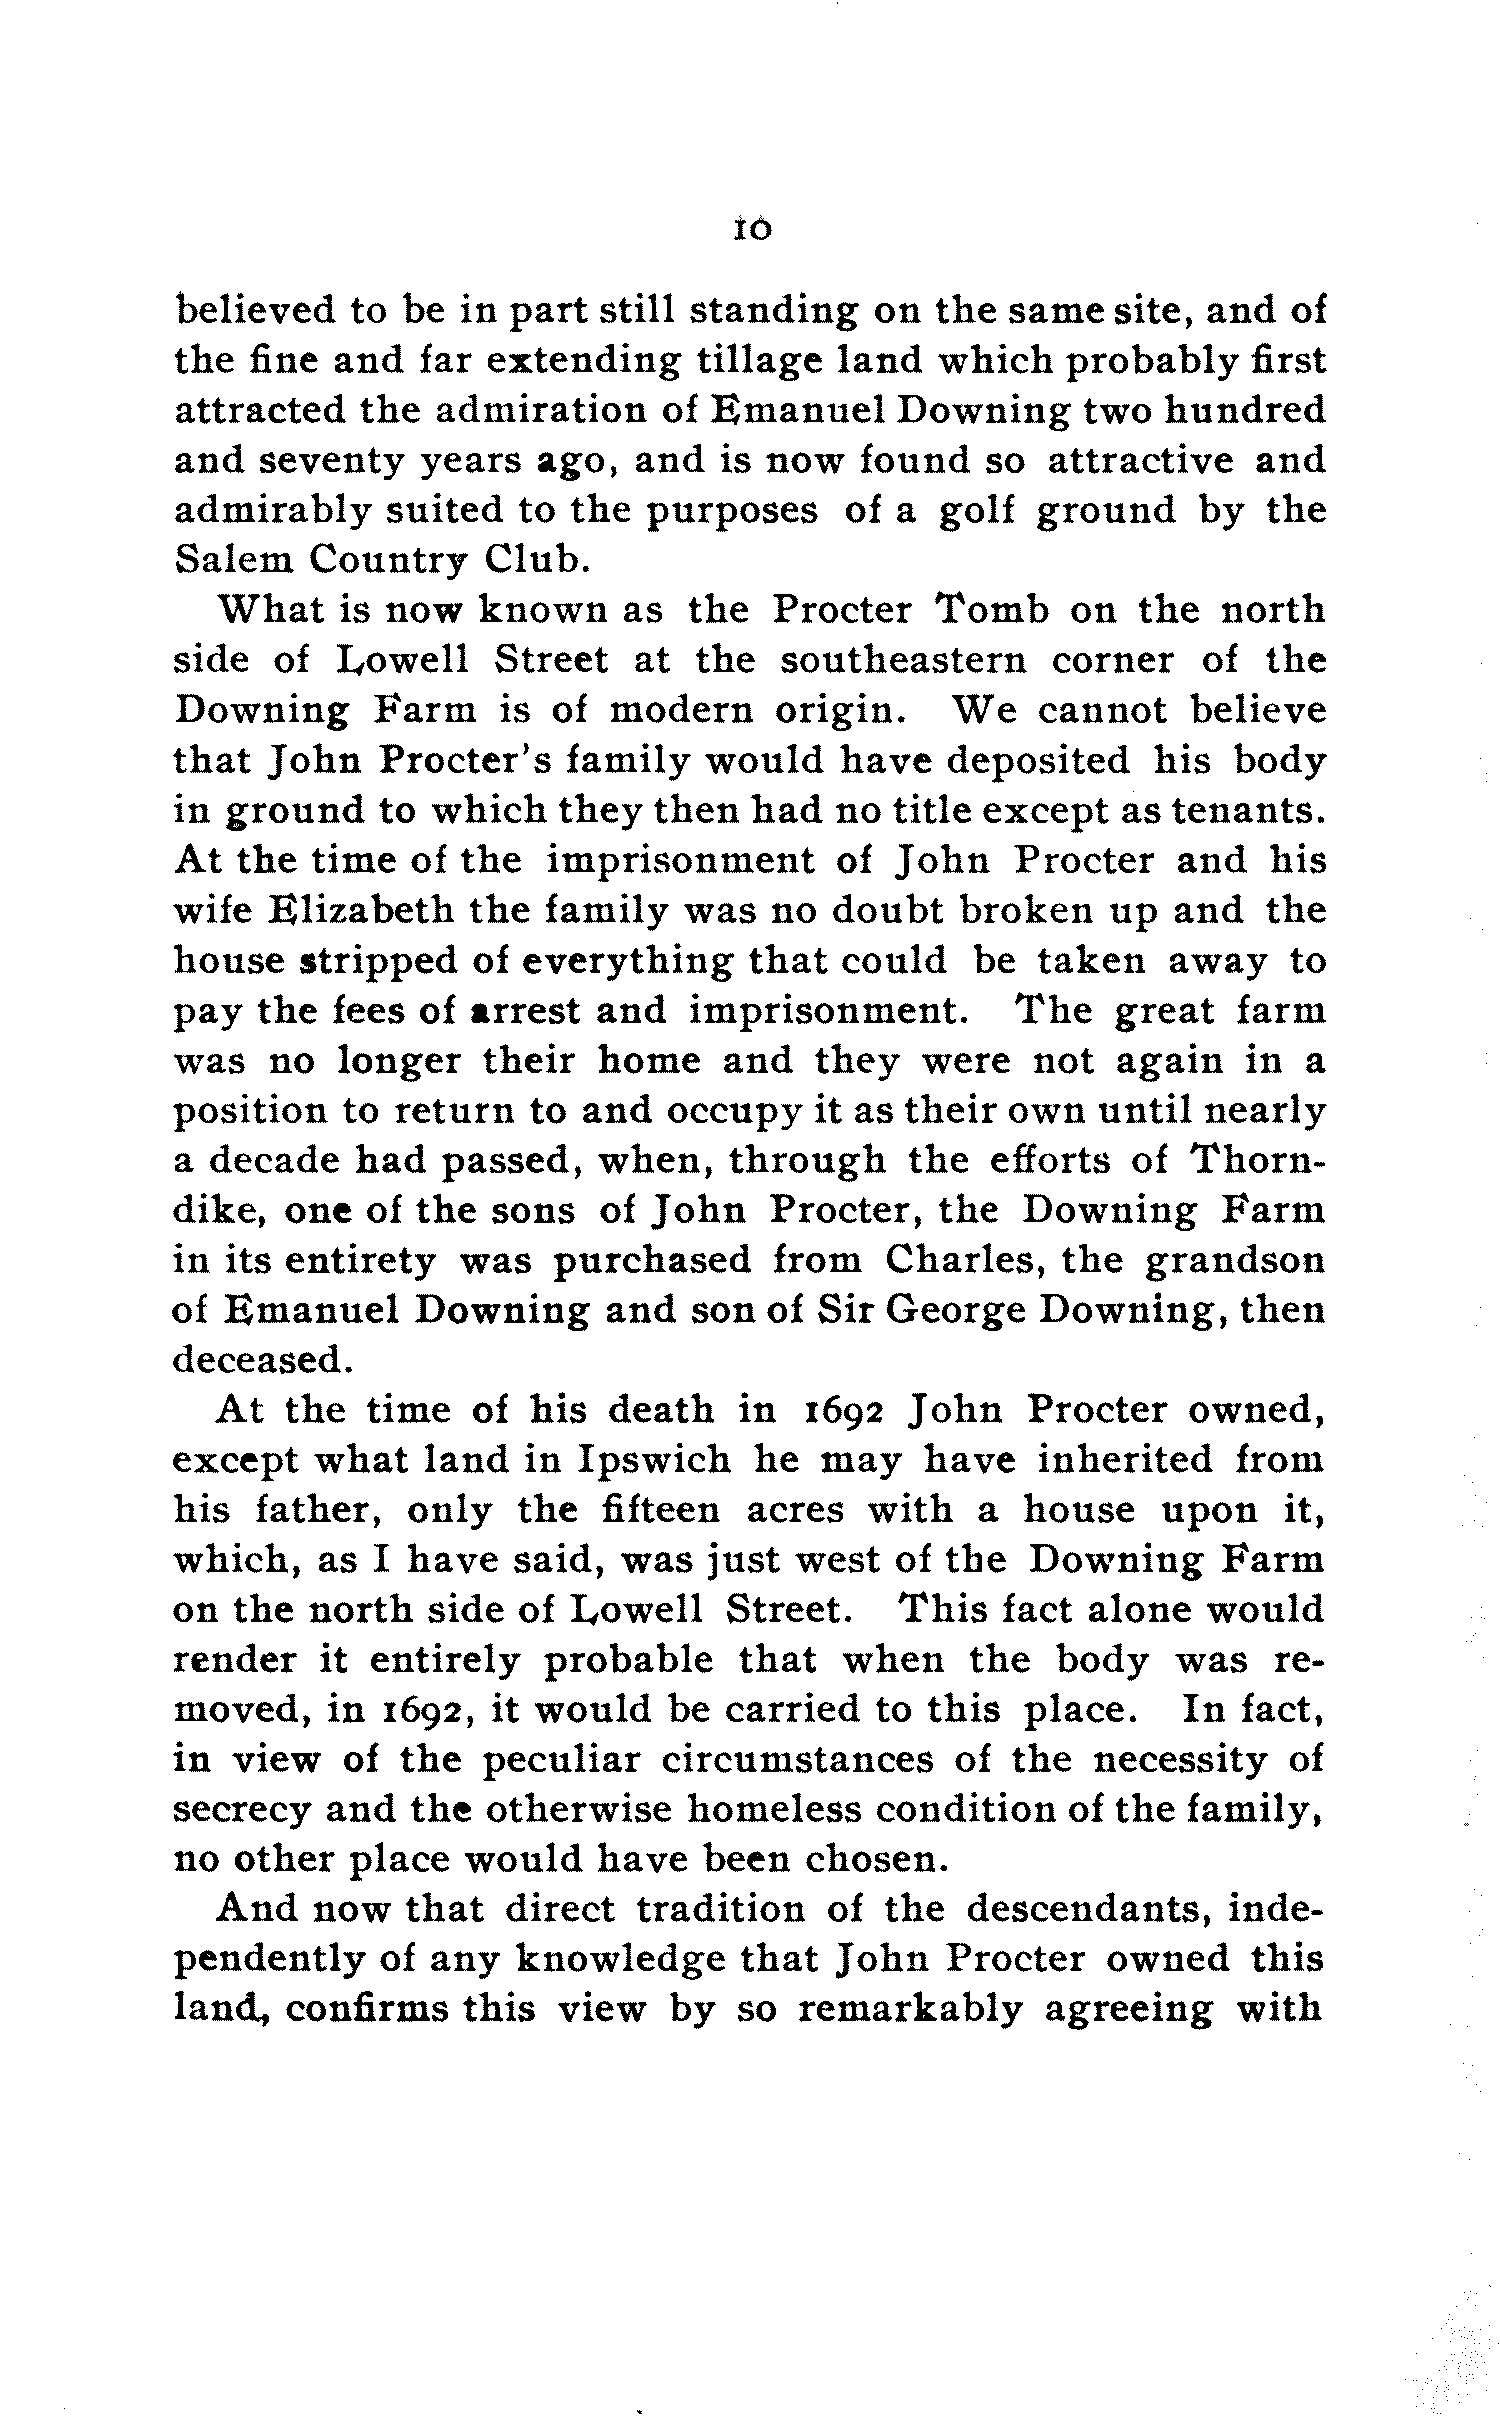 10
believed to be in part still standing on the same site, and of
the fine and far extending tillage land which probably first
attracted the admiration of Emanuel Downing two hundred
and seventy years ago, and is now found so attractive and
admirably suited to the purposes of a golf ground by the
Salem Country Club.
What is now known as the Procter Tomb on the north
side of Lowell Street at the southeastern corner of the
Downing Farm is of modern origin. We cannot believe
that John Procter's family would have deposited his body
in ground to which they then had no title except as tenants.
At the time of the imprisonment of John Procter and his
wife Elizabeth the family was no doubt broken up and the
house stripped of everything that could be taken away to
pay the fees of arrest and imprisonment. The great farm
was no longer their home and they were not again in a
position to return to and occupy it as their own until nearly
a decade had passed, when, through the efforts of Thorn-
dike, one of the sons of John Procter, the Downing Farm
in its entirety was purchased from Charles, the grandson
of Emanuel Downing and son of Sir George Downing, then
deceased.
At the time of his death in 1692 John Procter owned,
except what land in Ipswich he may have inherited from
his father, only the fifteen acres with a house upon it,
which, as I have said, was just west of the Downing Farm
on the north side of Lowell Street. This fact alone would
render it entirely probable that when the body was re-
moved, in 1692, it would be carried to this place. In fact,
in view of the peculiar circumstances of the necessity of
secrecy and the otherwise homeless condition of the family,
no other place would have been chosen.
And now that direct tradition of the descendants, inde-
pendently of any knowledge that John Procter owned this
land, confirms this view by so remarkably agreeing with